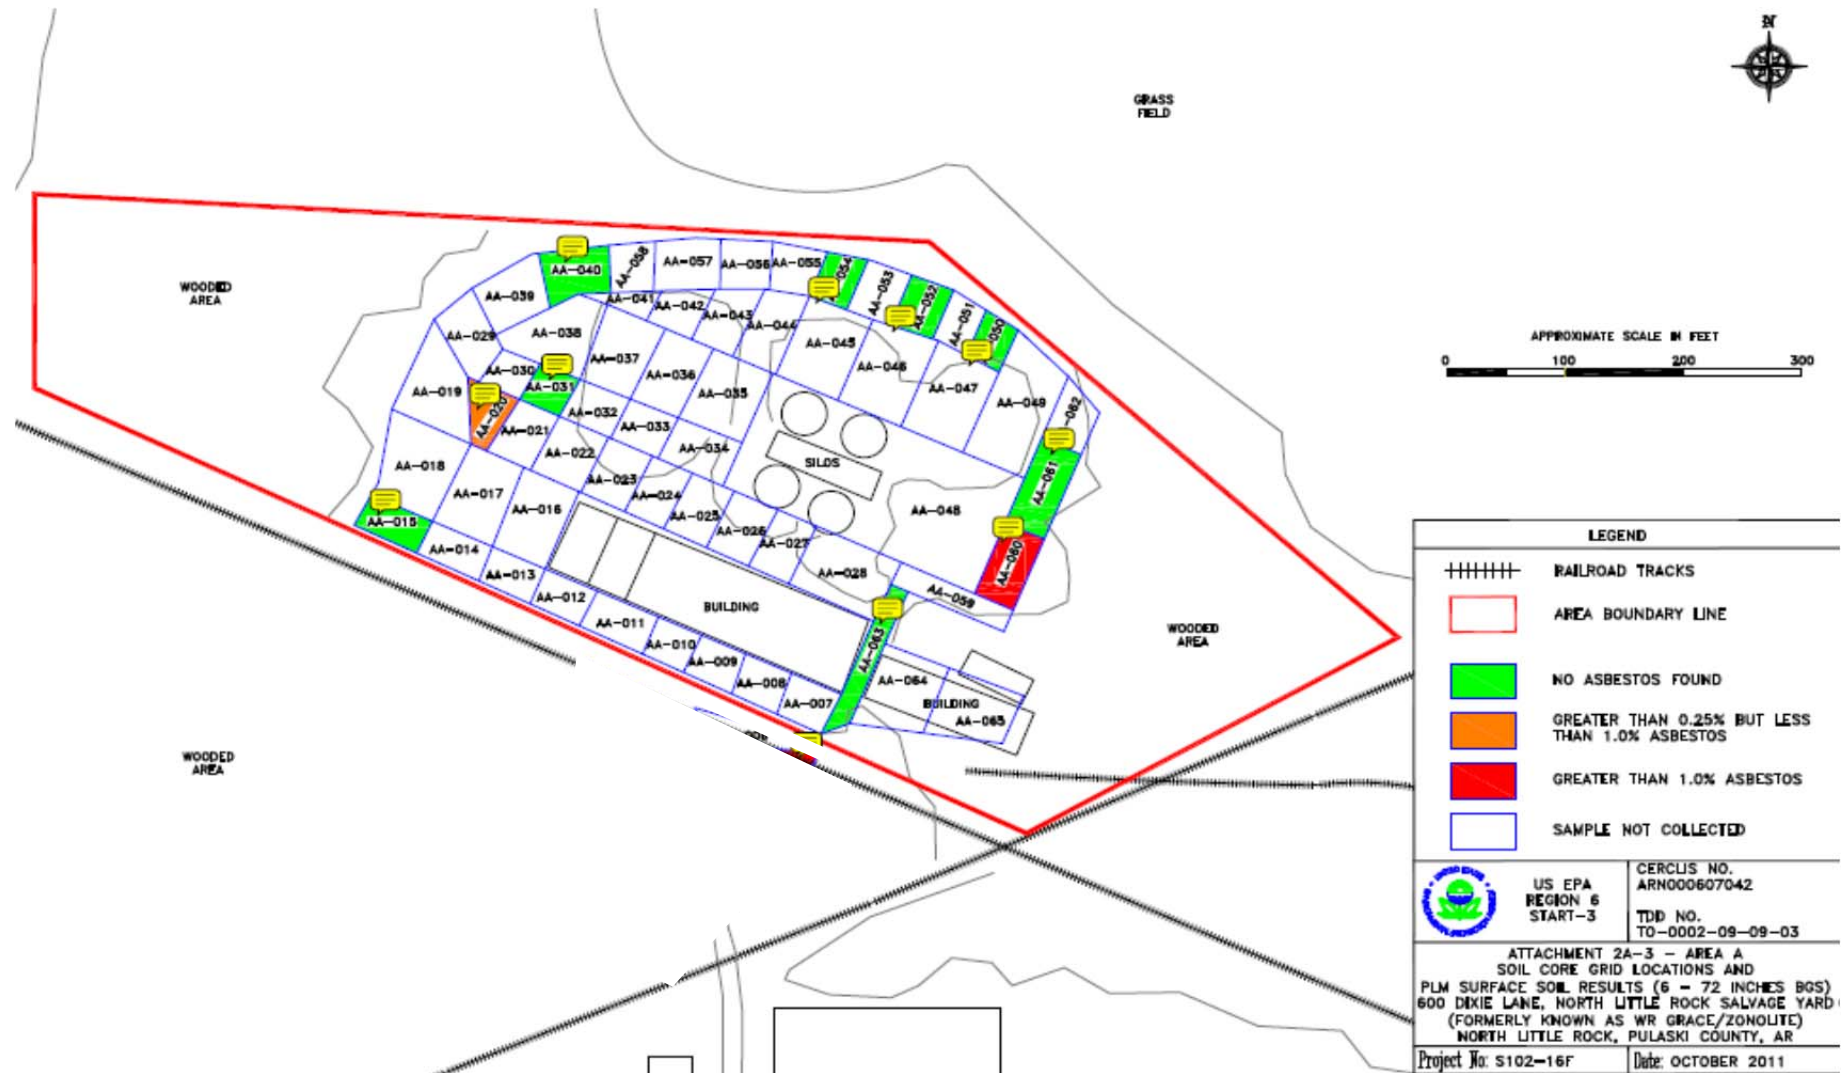 N
GRASS
FIELD
WOODED
AREA
APPROXIMATE SCALE IN FEET
0 100 200 300
AA-040
AA-058
AA-057
AA-056
AA-055
054
AA-053
AA-052
AA-051
050
AA-039
AA-041
AA-042
AA-043
AA-044
AA-029
AA-038
AA-045
AA-046
AA-047
AA-049
062
AA-037
AA-030
AA-031
AA-036
AA-035
AA-019
AA-020
AA-021
AA-032
AA-033
AA-034
AA-022
SILOS
AA-018
AA-023
AA-061
AA-017
AA-024
AA-016
AA-025
AA-048
AA-015
AA-026
AA-027
AA-014
AA-060
AA-013
AA-028
AA-012
AA-059
BUILDING
AA-011
AA-010
AA-063
AA-009
AA-008
AA-064
AA-007
BUILDING
AA-065
WOODED
AREA
WOODED
AREA
LEGEND
RAILROAD TRACKS
AREA BOUNDARY LINE
NO ASBESTOS FOUND
GREATER THAN 0.25% BUT LESS
THAN 1.0% ASBESTOS
GREATER THAN 1.0% ASBESTOS
SAMPLE NOT COLLECTED
US EPA
REGION 6
START-3
CERCLIS NO.
ARN000607042
TDD NO.
TO-0002-09-09-03
ATTACHMENT 2A-3 - AREA A
SOIL CORE GRID LOCATIONS AND
PLM SURFACE SOIL RESULTS (6 - 72 INCHES BGS)
600 DIXIE LANE, NORTH LITTLE ROCK SALVAGE YARD
(FORMERLY KNOWN AS WR GRACE/ZONOLITE)
NORTH LITTLE ROCK, PULASKI COUNTY, AR
Project No: S102-16F
Date: OCTOBER 2011